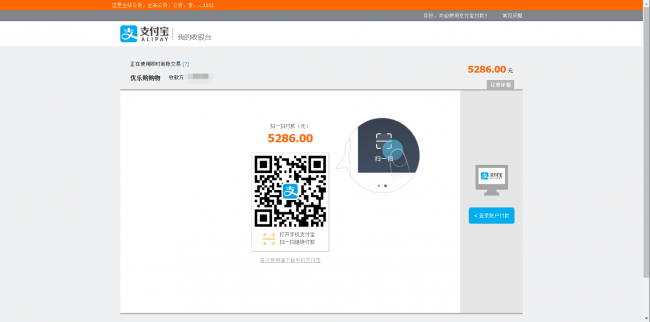 这是全站公告，全站公告，公告，告，...1111
你好，欢迎使用支付宝付款！ 常见问题
支付宝 ALIPAY 我的收银台
正在使用即时到账交易 [?]
5286.00 元
优乐购购物 收款方
订单详情
扫一扫付款（元）
5286.00
扫一扫
支付宝 ALIPAY
< 登录账户付款
打开手机支付宝
扫一扫继续付款
首次使用请下载手机支付宝